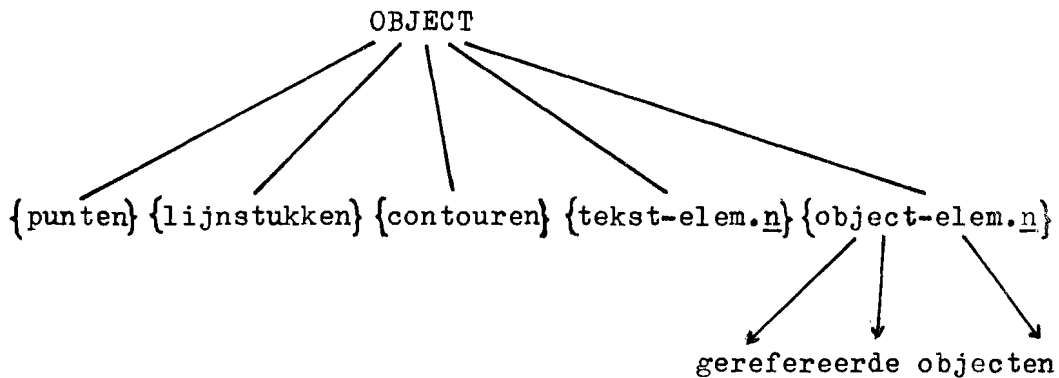 OBJECT
{punten} {lijnstukken} {contouren} {tekst-elem.n} {object-elem.n}
gerefereerde objecten